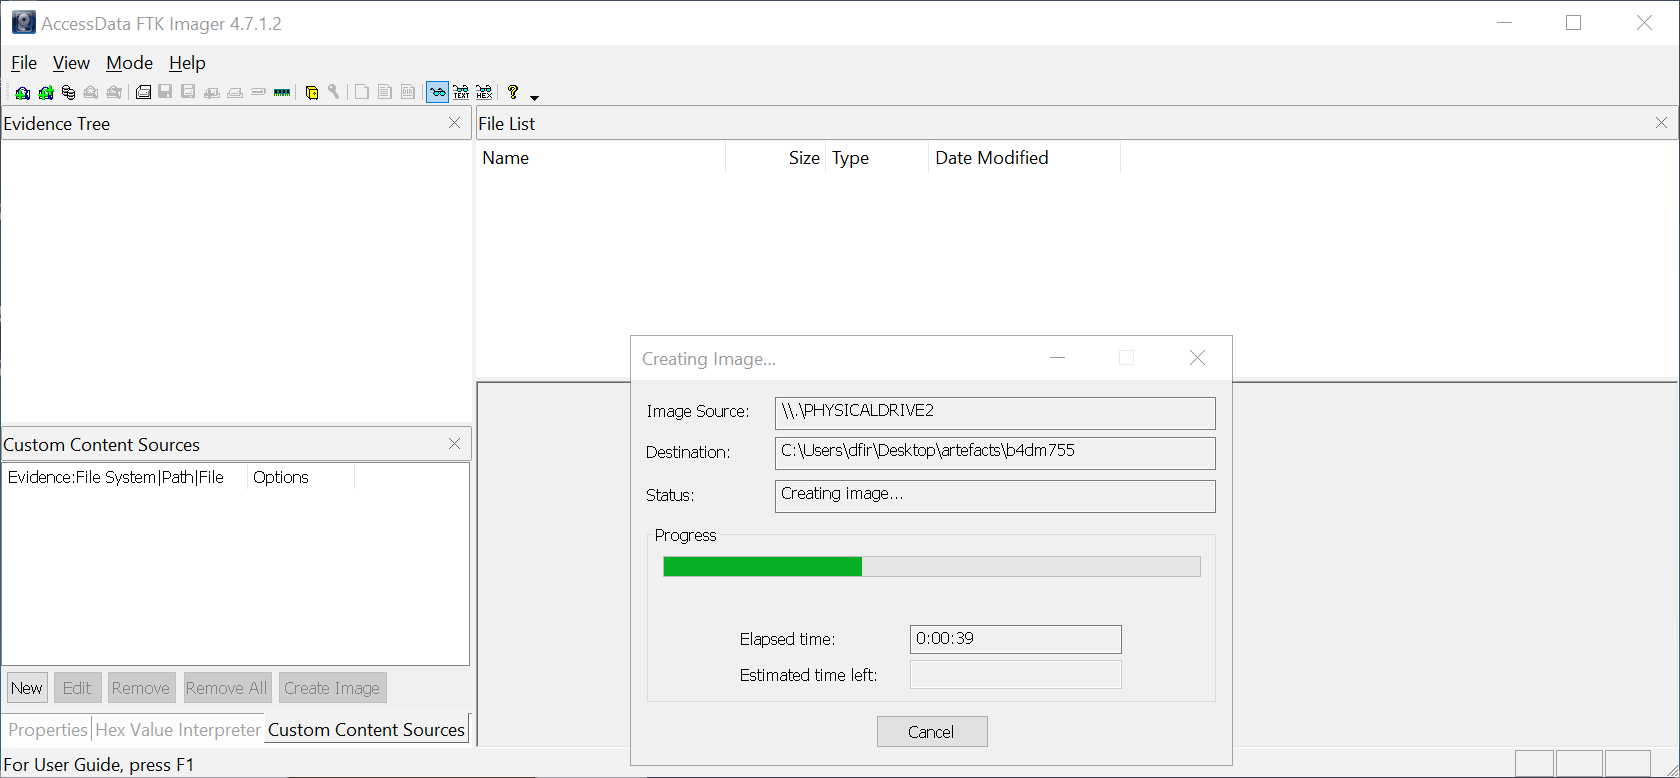 AccessData FTK Imager 4.7.1.2
File View Mode Help
TEXT HEX ?
Evidence Tree
File List
Name Size Type Date Modified
Creating Image...
Image Source: \\.\PHYSICALDRIVE2
Destination: C:\Users\dfir\Desktop\artefacts\b4dm755
Status: Creating image...
Progress
Elapsed time: 0:00:39
Estimated time left:
Cancel
Custom Content Sources
Evidence:File System|Path|File Options
New Edit Remove Remove All Create Image
Properties Hex Value Interpreter Custom Content Sources
For User Guide, press F1